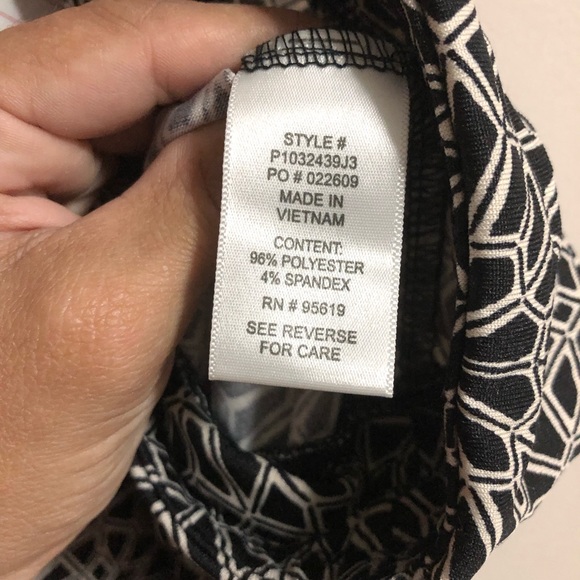 STYLE #
P1032439J3
PO # 022609
MADE IN
VIETNAM
CONTENT:
96% POLYESTER
4% SPANDEX
RN # 95619
SEE REVERSE
FOR CARE